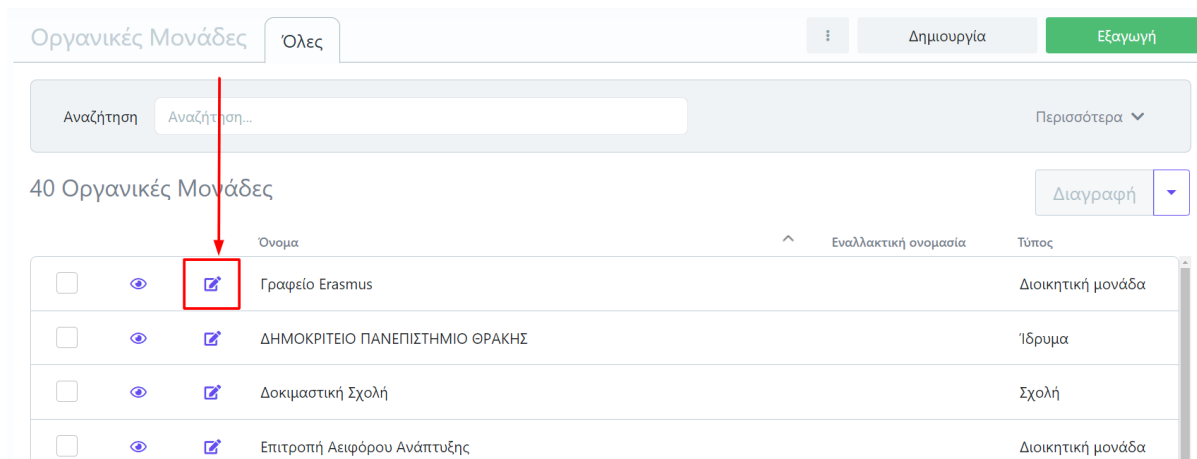 Οργανικές Μονάδες Όλες Δημιουργία Εξαγωγή
Αναζήτηση Αναζήτηση... Περισσότερα
40 Οργανικές Μονάδες Διαγραφή
Όνομα Εναλλακτική ονομασία Τύπος
Γραφείο Erasmus Διοικητική μονάδα
ΔΗΜΟΚΡΙΤΕΙΟ ΠΑΝΕΠΙΣΤΗΜΙΟ ΘΡΑΚΗΣ Ίδρυμα
Δοκιμαστική Σχολή Σχολή
Επιτροπή Αειφόρου Ανάπτυξης Διοικητική μονάδα